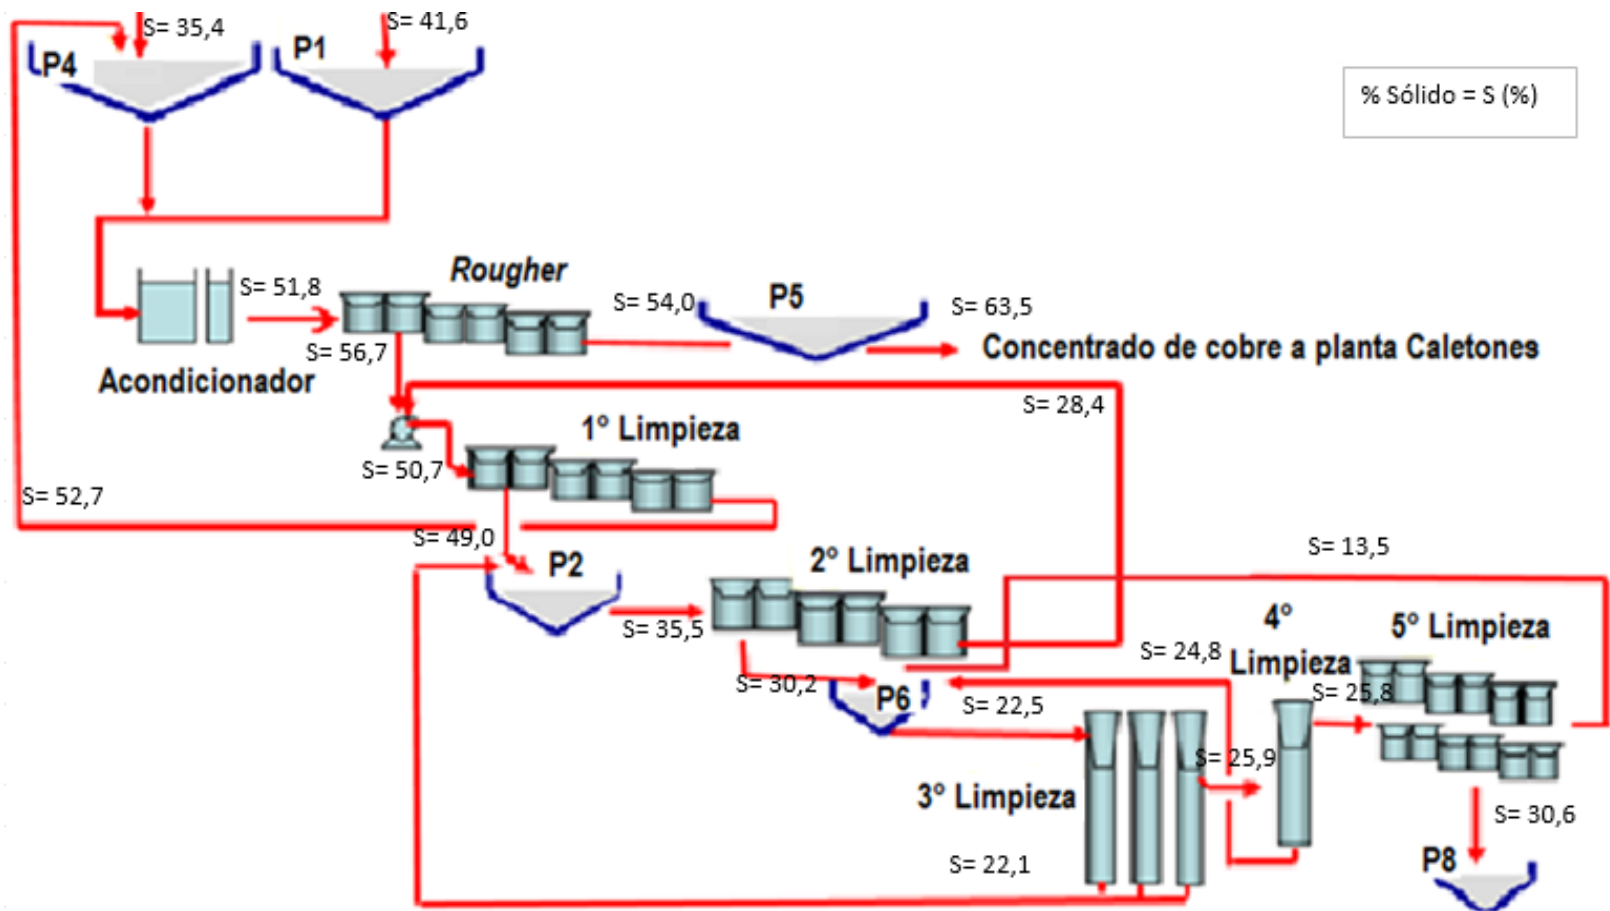 S= 35,4
S= 41,6
P4
P1
% Sólido = S (%)
Rougher
S= 51,8
S= 54,0
P5
S= 63,5
S= 56,7
Concentrado de cobre a planta Caletones
Acondicionador
S= 28,4
1° Limpieza
S= 50,7
S= 52,7
S= 49,0
P2
2° Limpieza
S= 13,5
S= 35,5
4°
Limpieza
5° Limpieza
S= 24,8
S= 30,2
P6
S= 22,5
S= 25,8
S= 25,9
3° Limpieza
S= 30,6
S= 22,1
P8